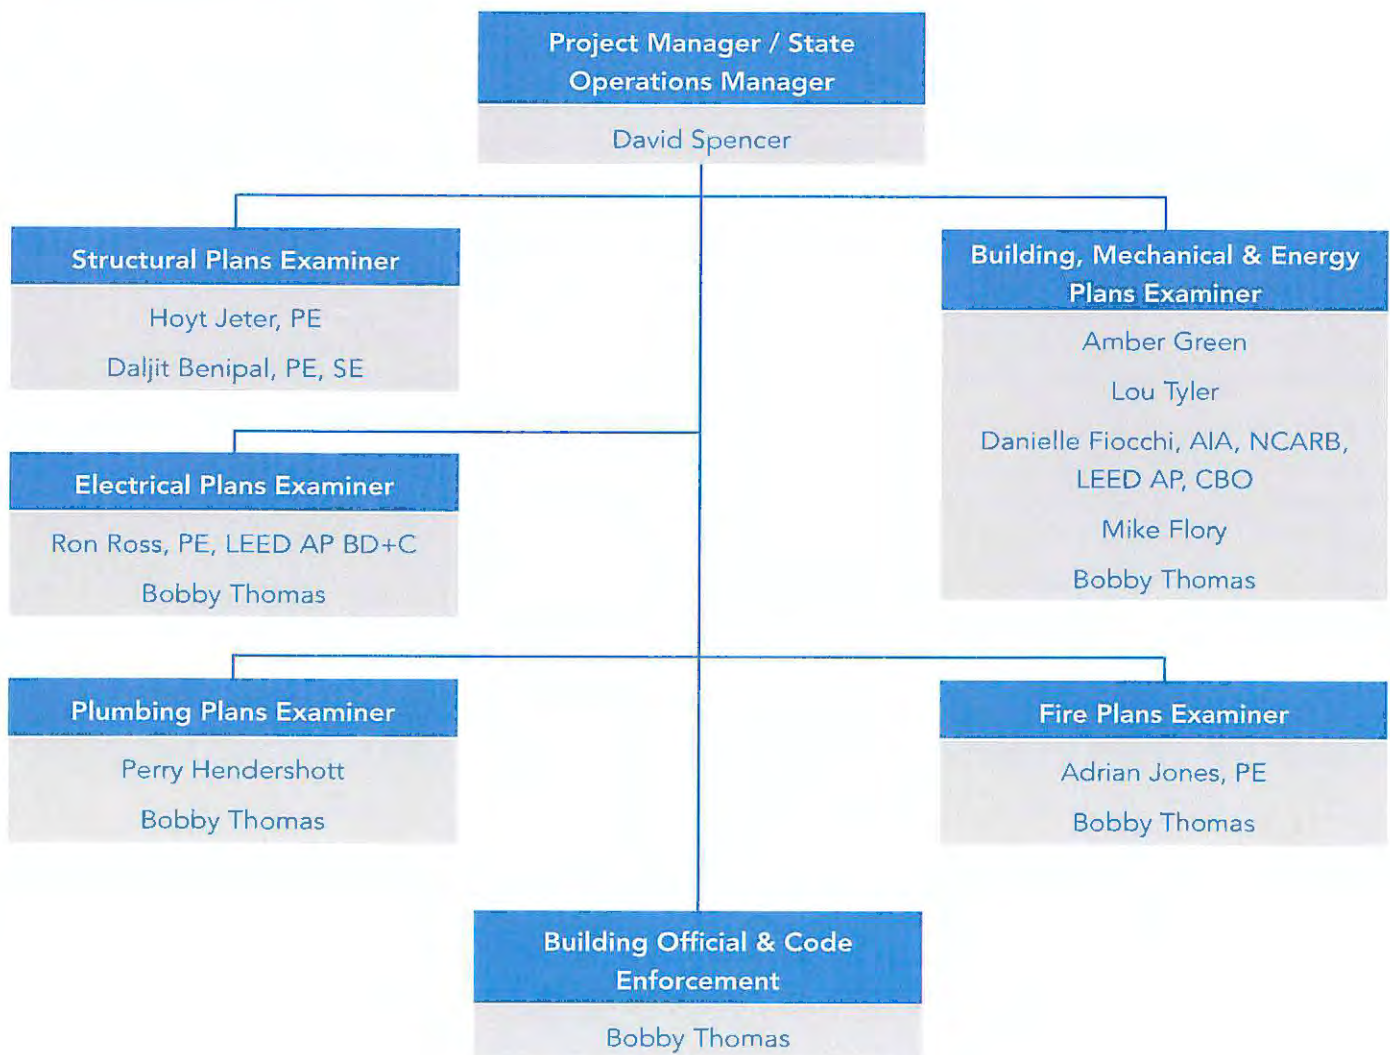 Project Manager / State
Operations Manager
David Spencer
Structural Plans Examiner
Hoyt Jeter, PE
Daljit Benipal, PE, SE
Building, Mechanical & Energy
Plans Examiner
Amber Green
Lou Tyler
Danielle Fiocchi, AIA, NCARB,
LEED AP, CBO
Mike Flory
Bobby Thomas
Electrical Plans Examiner
Ron Ross, PE, LEED AP BD+C
Bobby Thomas
Plumbing Plans Examiner
Perry Hendershott
Bobby Thomas
Fire Plans Examiner
Adrian Jones, PE
Bobby Thomas
Building Official & Code
Enforcement
Bobby Thomas